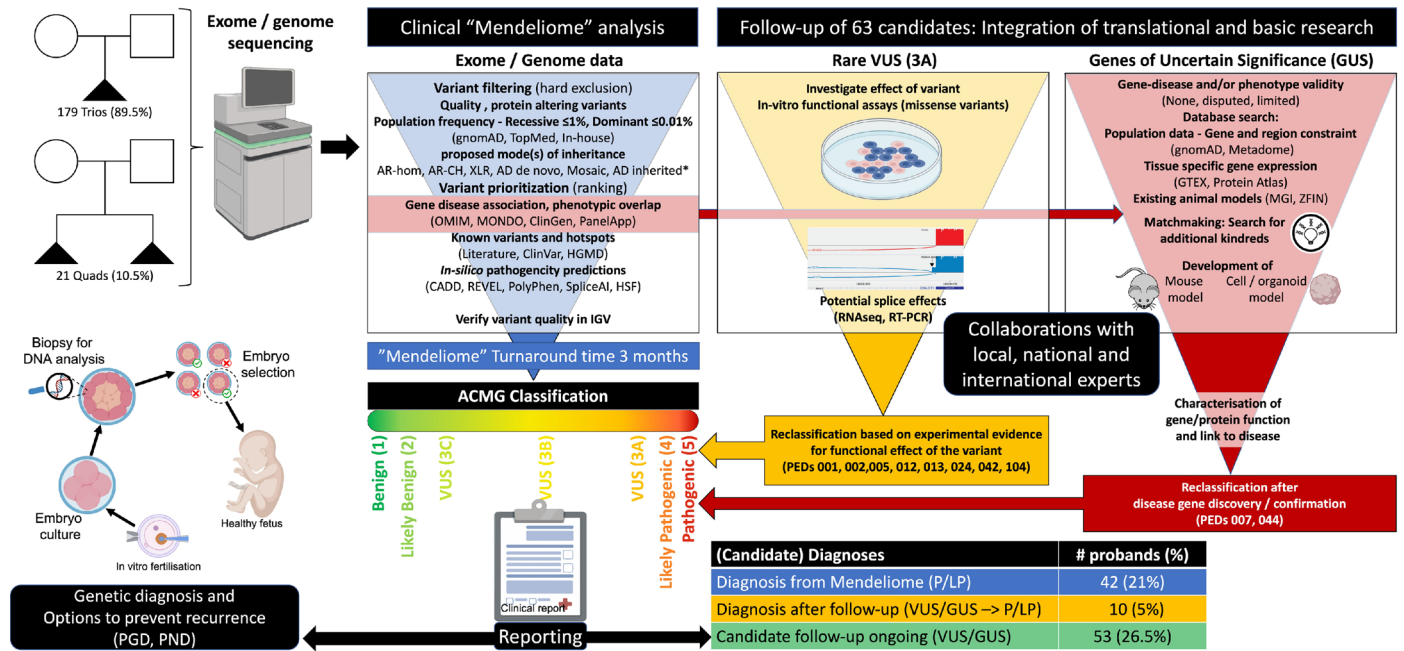 Exome / genome
sequencing
179 Trios (89.5%)
21 Quads (10.5%)
Clinical “Mendeliome” analysis
Exome / Genome data
Variant filtering (hard exclusion)
Quality , protein altering variants
Population frequency - Recessive ≤1%, Dominant ≤0.01%
(gnomAD, TopMed, In-house)
proposed mode(s) of inheritance
AR-hom, AR-CH, XLR, AD de novo, Mosaic, AD inherited*
Variant prioritization (ranking)
Gene disease association, phenotypic overlap
(OMIM, MONDO, ClinGen, PanelApp)
Known variants and hotspots
(Literature, ClinVar, HGMD)
In-silico pathogencity predictions
(CADD, REVEL, PolyPhen, SpliceAI, HSF)
Verify variant quality in IGV
”Mendeliome” Turnaround time 3 months
ACMG Classification
Benign (1)
Likely Benign (2)
VUS (3C)
VUS (3B)
VUS (3A)
Likely Pathogenic (4)
Pathogenic (5)
Follow-up of 63 candidates: Integration of translational and basic research
Rare VUS (3A)
Investigate effect of variant
In-vitro functional assays (missense variants)
Potential splice effects
(RNAseq, RT-PCR)
Genes of Uncertain Significance (GUS)
Gene-disease and/or phenotype validity
(None, disputed, limited)
Database search:
Population data - Gene and region constraint
(gnomAD, Metadome)
Tissue specific gene expression
(GTEX, Protein Atlas)
Existing animal models (MGI, ZFIN)
Matchmaking: Search for
additional kindreds
Development of
Mouse
model
Cell / organoid
model
Collaborations with
local, national and
international experts
Characterisation of
gene/protein function
and link to disease
Reclassification based on experimental evidence
for functional effect of the variant
(PEDs 001, 002,005, 012, 013, 024, 042, 104)
Reclassification after
disease gene discovery / confirmation
(PEDs 007, 044)
Biopsy for
DNA analysis
Embryo
selection
Embryo
culture
Healthy fetus
In vitro fertilisation
Genetic diagnosis and
Options to prevent recurrence
(PGD, PND)
Clinical report
Reporting
(Candidate) Diagnoses # probands (%)
Diagnosis from Mendeliome (P/LP) 42 (21%)
Diagnosis after follow-up (VUS/GUS –> P/LP) 10 (5%)
Candidate follow-up ongoing (VUS/GUS) 53 (26.5%)